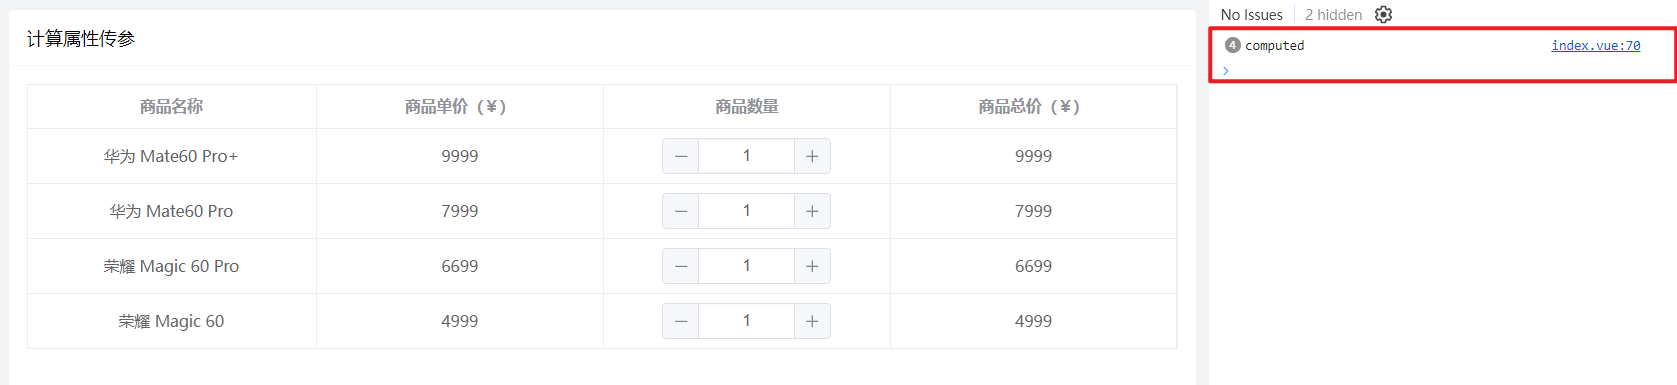 计算属性传参
商品名称 商品单价（¥） 商品数量 商品总价（¥）
华为 Mate60 Pro+ 9999 1 9999
华为 Mate60 Pro 7999 1 7999
荣耀 Magic 60 Pro 6699 1 6699
荣耀 Magic 60 4999 1 4999
No Issues 2 hidden
4 computed index.vue:70